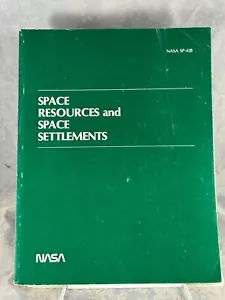 NASA SP-428
SPACE
RESOURCES and
SPACE
SETTLEMENTS
NASA